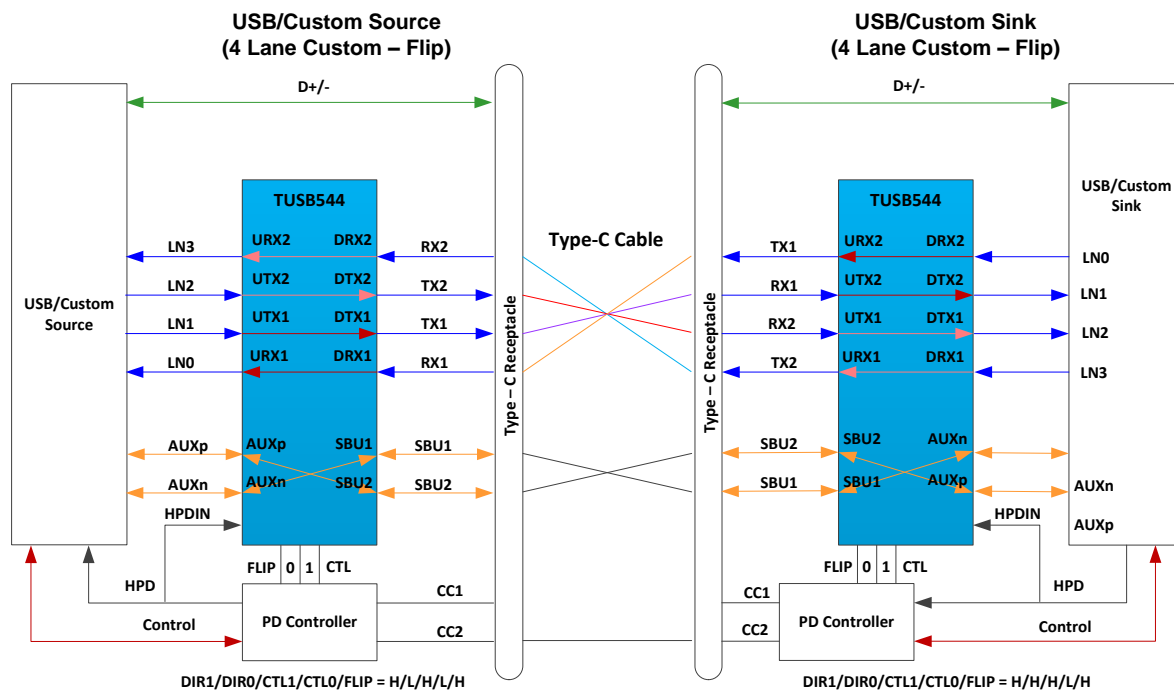 USB/Custom Source
(4 Lane Custom – Flip)
USB/Custom Sink
(4 Lane Custom – Flip)
D+/-
D+/-
TUSB544
TUSB544
USB/Custom
Sink
Type-C Cable
LN3
URX2
DRX2
RX2
TX1
URX2
DRX2
LN0
LN2
UTX2
DTX2
TX2
RX1
UTX2
DTX2
LN1
USB/Custom
Source
LN1
UTX1
DTX1
TX1
RX2
UTX1
DTX1
LN2
LN0
URX1
DRX1
RX1
TX2
URX1
DRX1
LN3
Type – C Receptacle
Type – C Receptacle
AUXp
AUXp
SBU1
SBU1
SBU2
SBU2
AUXn
AUXn
AUXn
SBU2
SBU2
SBU1
SBU1
AUXp
AUXn
HPDIN
HPDIN
AUXp
FLIP
0
1
CTL
FLIP
0
1
CTL
HPD
CC1
CC1
HPD
PD Controller
PD Controller
Control
CC2
CC2
Control
DIR1/DIR0/CTL1/CTL0/FLIP = H/L/H/L/H
DIR1/DIR0/CTL1/CTL0/FLIP = H/H/H/L/H